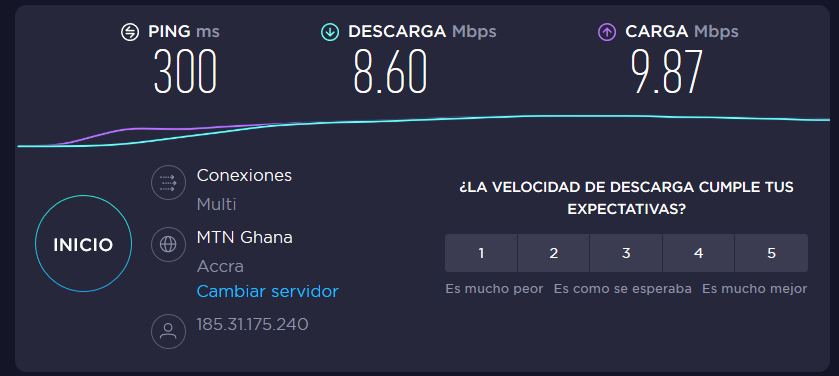 PING ms
DESCARGA Mbps
CARGA Mbps
300
8.60
9.87
INICIO
Conexiones
Multi
MTN Ghana
Accra
Cambiar servidor
185.31.175.240
¿LA VELOCIDAD DE DESCARGA CUMPLE TUS
EXPECTATIVAS?
1 2 3 4 5
Es mucho peor Es como se esperaba Es mucho mejor